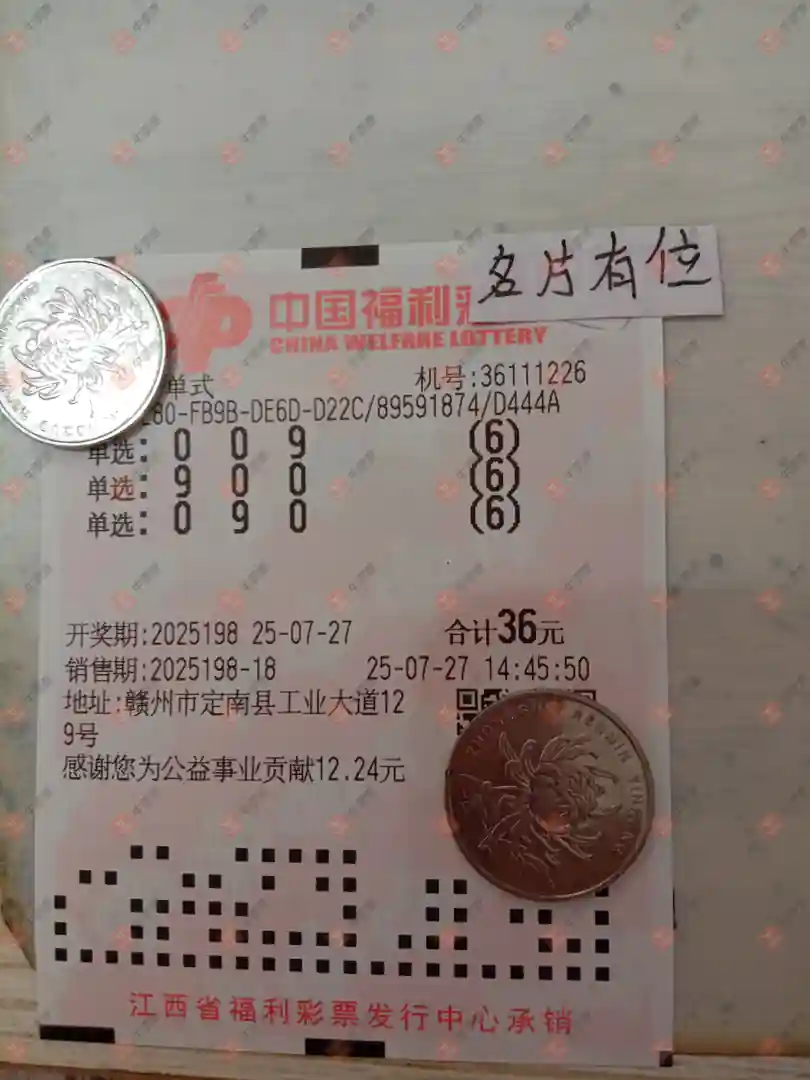 名片有位
中国福利彩
CHINA WELFARE LOTTERY
单式
机号:36111226
E80-FB9B-DE6D-D22C/89591874/D444A
单选: 0 0 9 (6)
单选: 9 0 0 (6)
单选: 0 9 0 (6)
开奖期:2025198 25-07-27 合计36元
销售期:2025198-18 25-07-27 14:45:50
地址:赣州市定南县工业大道12
9号
感谢您为公益事业贡献12.24元
江西省福利彩票发行中心承销